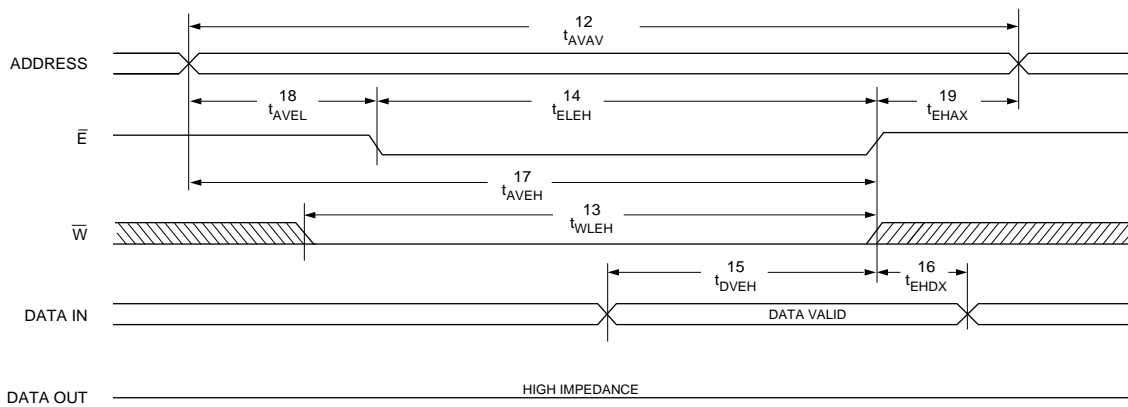 12
tAVAV
ADDRESS
18
tAVEL
14
tELEH
19
tEHAX
E̅
17
tAVEH
13
tWLEH
W̅
15
tDVEH
16
tEHDX
DATA IN
DATA VALID
DATA OUT
HIGH IMPEDANCE